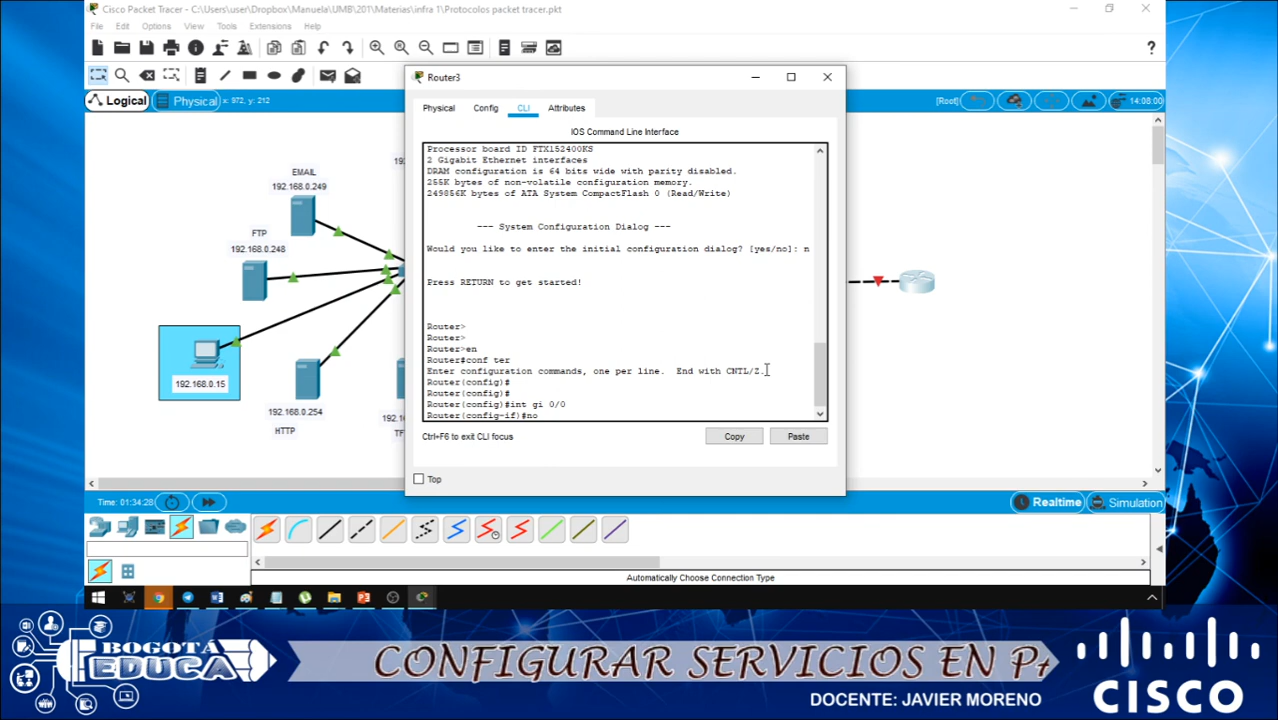 Cisco Packet Tracer - C:\Users\user\Dropbox\Manuela\UMB\201\Materias\infra 1\Protocolos packet tracer.pkt
File Edit Options View Tools Extensions Help
?
Router3
Logical Physical x: 972, y: 212
[Root] 14:08:00
Physical Config CLI Attributes
IOS Command Line Interface
Processor board ID FTX152400KS
2 Gigabit Ethernet interfaces
DRAM configuration is 64 bits wide with parity disabled.
255K bytes of non-volatile configuration memory.
249856K bytes of ATA System CompactFlash 0 (Read/Write)
--- System Configuration Dialog ---
Would you like to enter the initial configuration dialog? [yes/no]: n
Press RETURN to get started!
Router>
Router>
Router>en
Router#conf ter
Enter configuration commands, one per line. End with CNTL/Z.
Router(config)#
Router(config)#
Router(config)#int gi 0/0
Router(config-if)#no
Ctrl+F6 to exit CLI focus
Copy Paste
Top
EMAIL
192.168.0.249
FTP
192.168.0.248
192.168.0.15
192.168.0.254
HTTP
Time: 01:34:28
Realtime Simulation
Automatically Choose Connection Type
BOGOTÁ
EDUCA
CONFIGURAR SERVICIOS EN
DOCENTE: JAVIER MORENO
CISCO